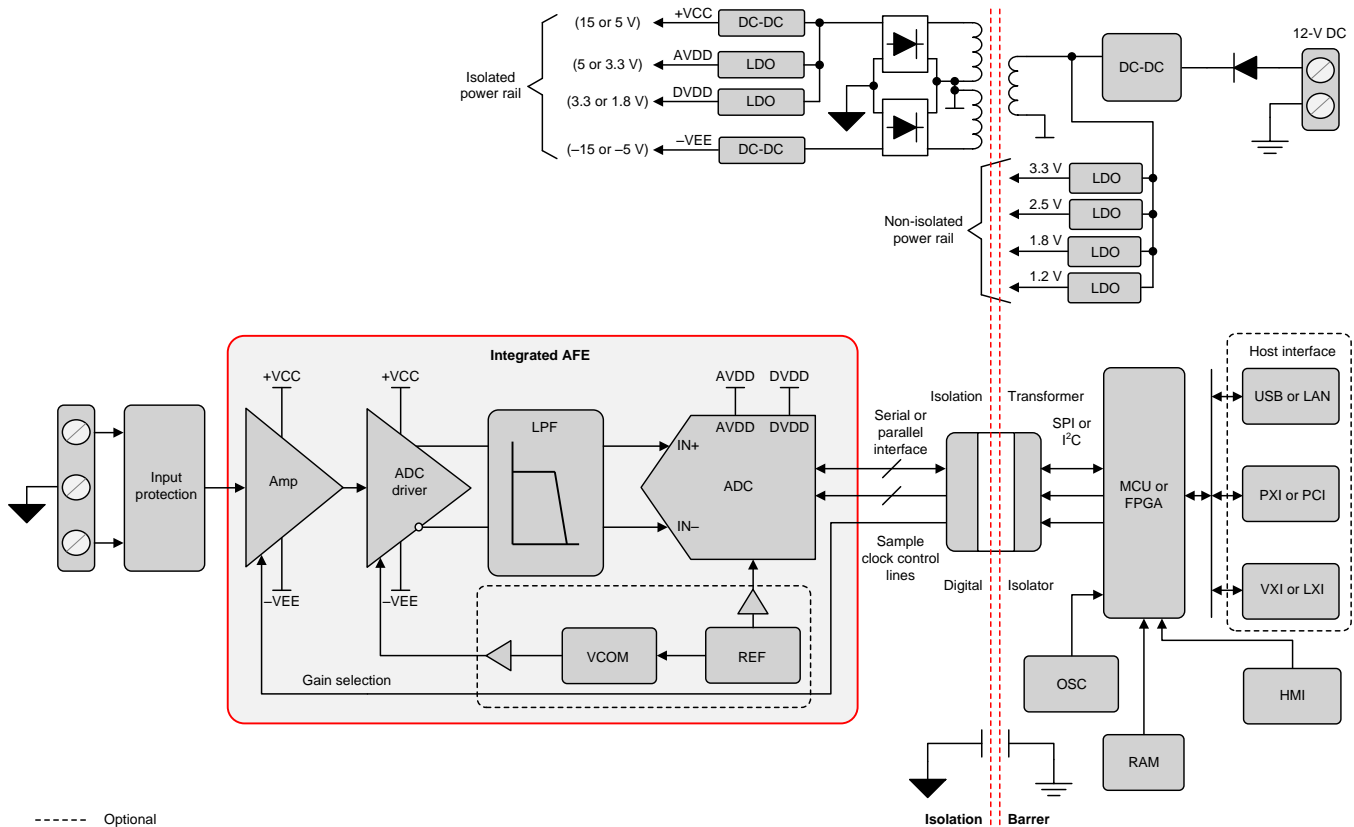 +VCC
(15 or 5 V)
DC-DC
12-V DC
Isolated
power rail
AVDD
(5 or 3.3 V)
LDO
DC-DC
DVDD
(3.3 or 1.8 V)
LDO
–VEE
(–15 or –5 V)
DC-DC
3.3 V
LDO
2.5 V
LDO
Non-isolated
power rail
1.8 V
LDO
1.2 V
LDO
Integrated AFE
Host interface
+VCC
+VCC
AVDD
DVDD
Isolation
Transformer
USB or LAN
LPF
AVDD
DVDD
Serial or
parallel
interface
SPI or
I²C
IN+
Input
protection
Amp
ADC
driver
ADC
MCU or
FPGA
PXI or PCI
IN–
Sample
clock control
lines
Digital
Isolator
VXI or LXI
–VEE
–VEE
VCOM
REF
Gain selection
OSC
HMI
RAM
Optional
Isolation
Barrer